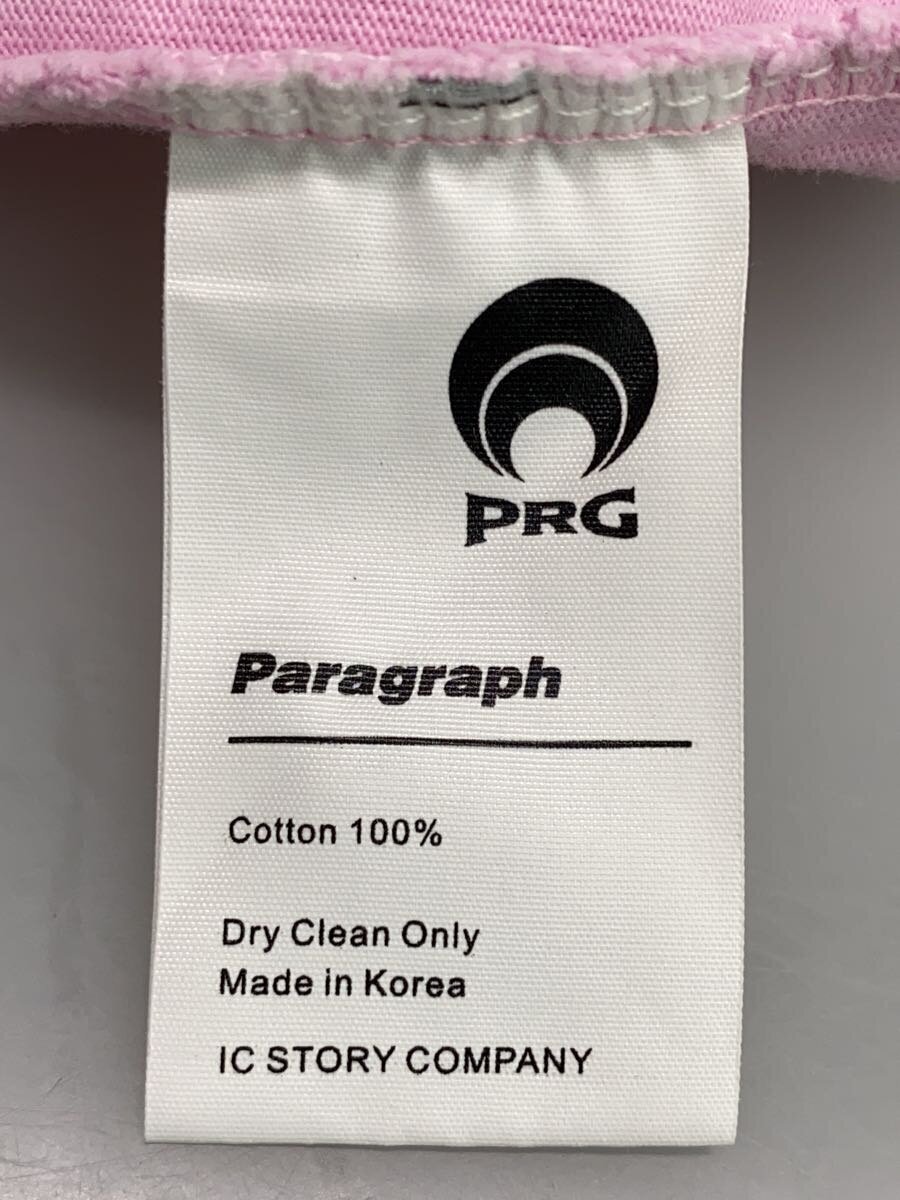 PRG
Paragraph
Cotton 100%
Dry Clean Only
Made in Korea
IC STORY COMPANY